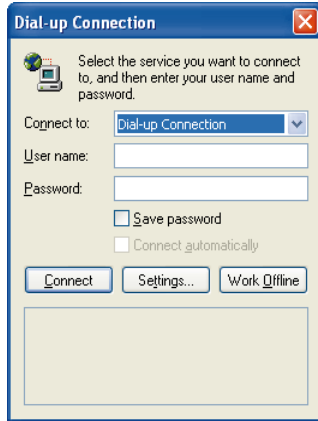 Dial-up Connection
Select the service you want to connect
to, and then enter your user name and
password.
Connect to: Dial-up Connection
User name:
Password:
Save password
Connect automatically
Connect Settings... Work Offline